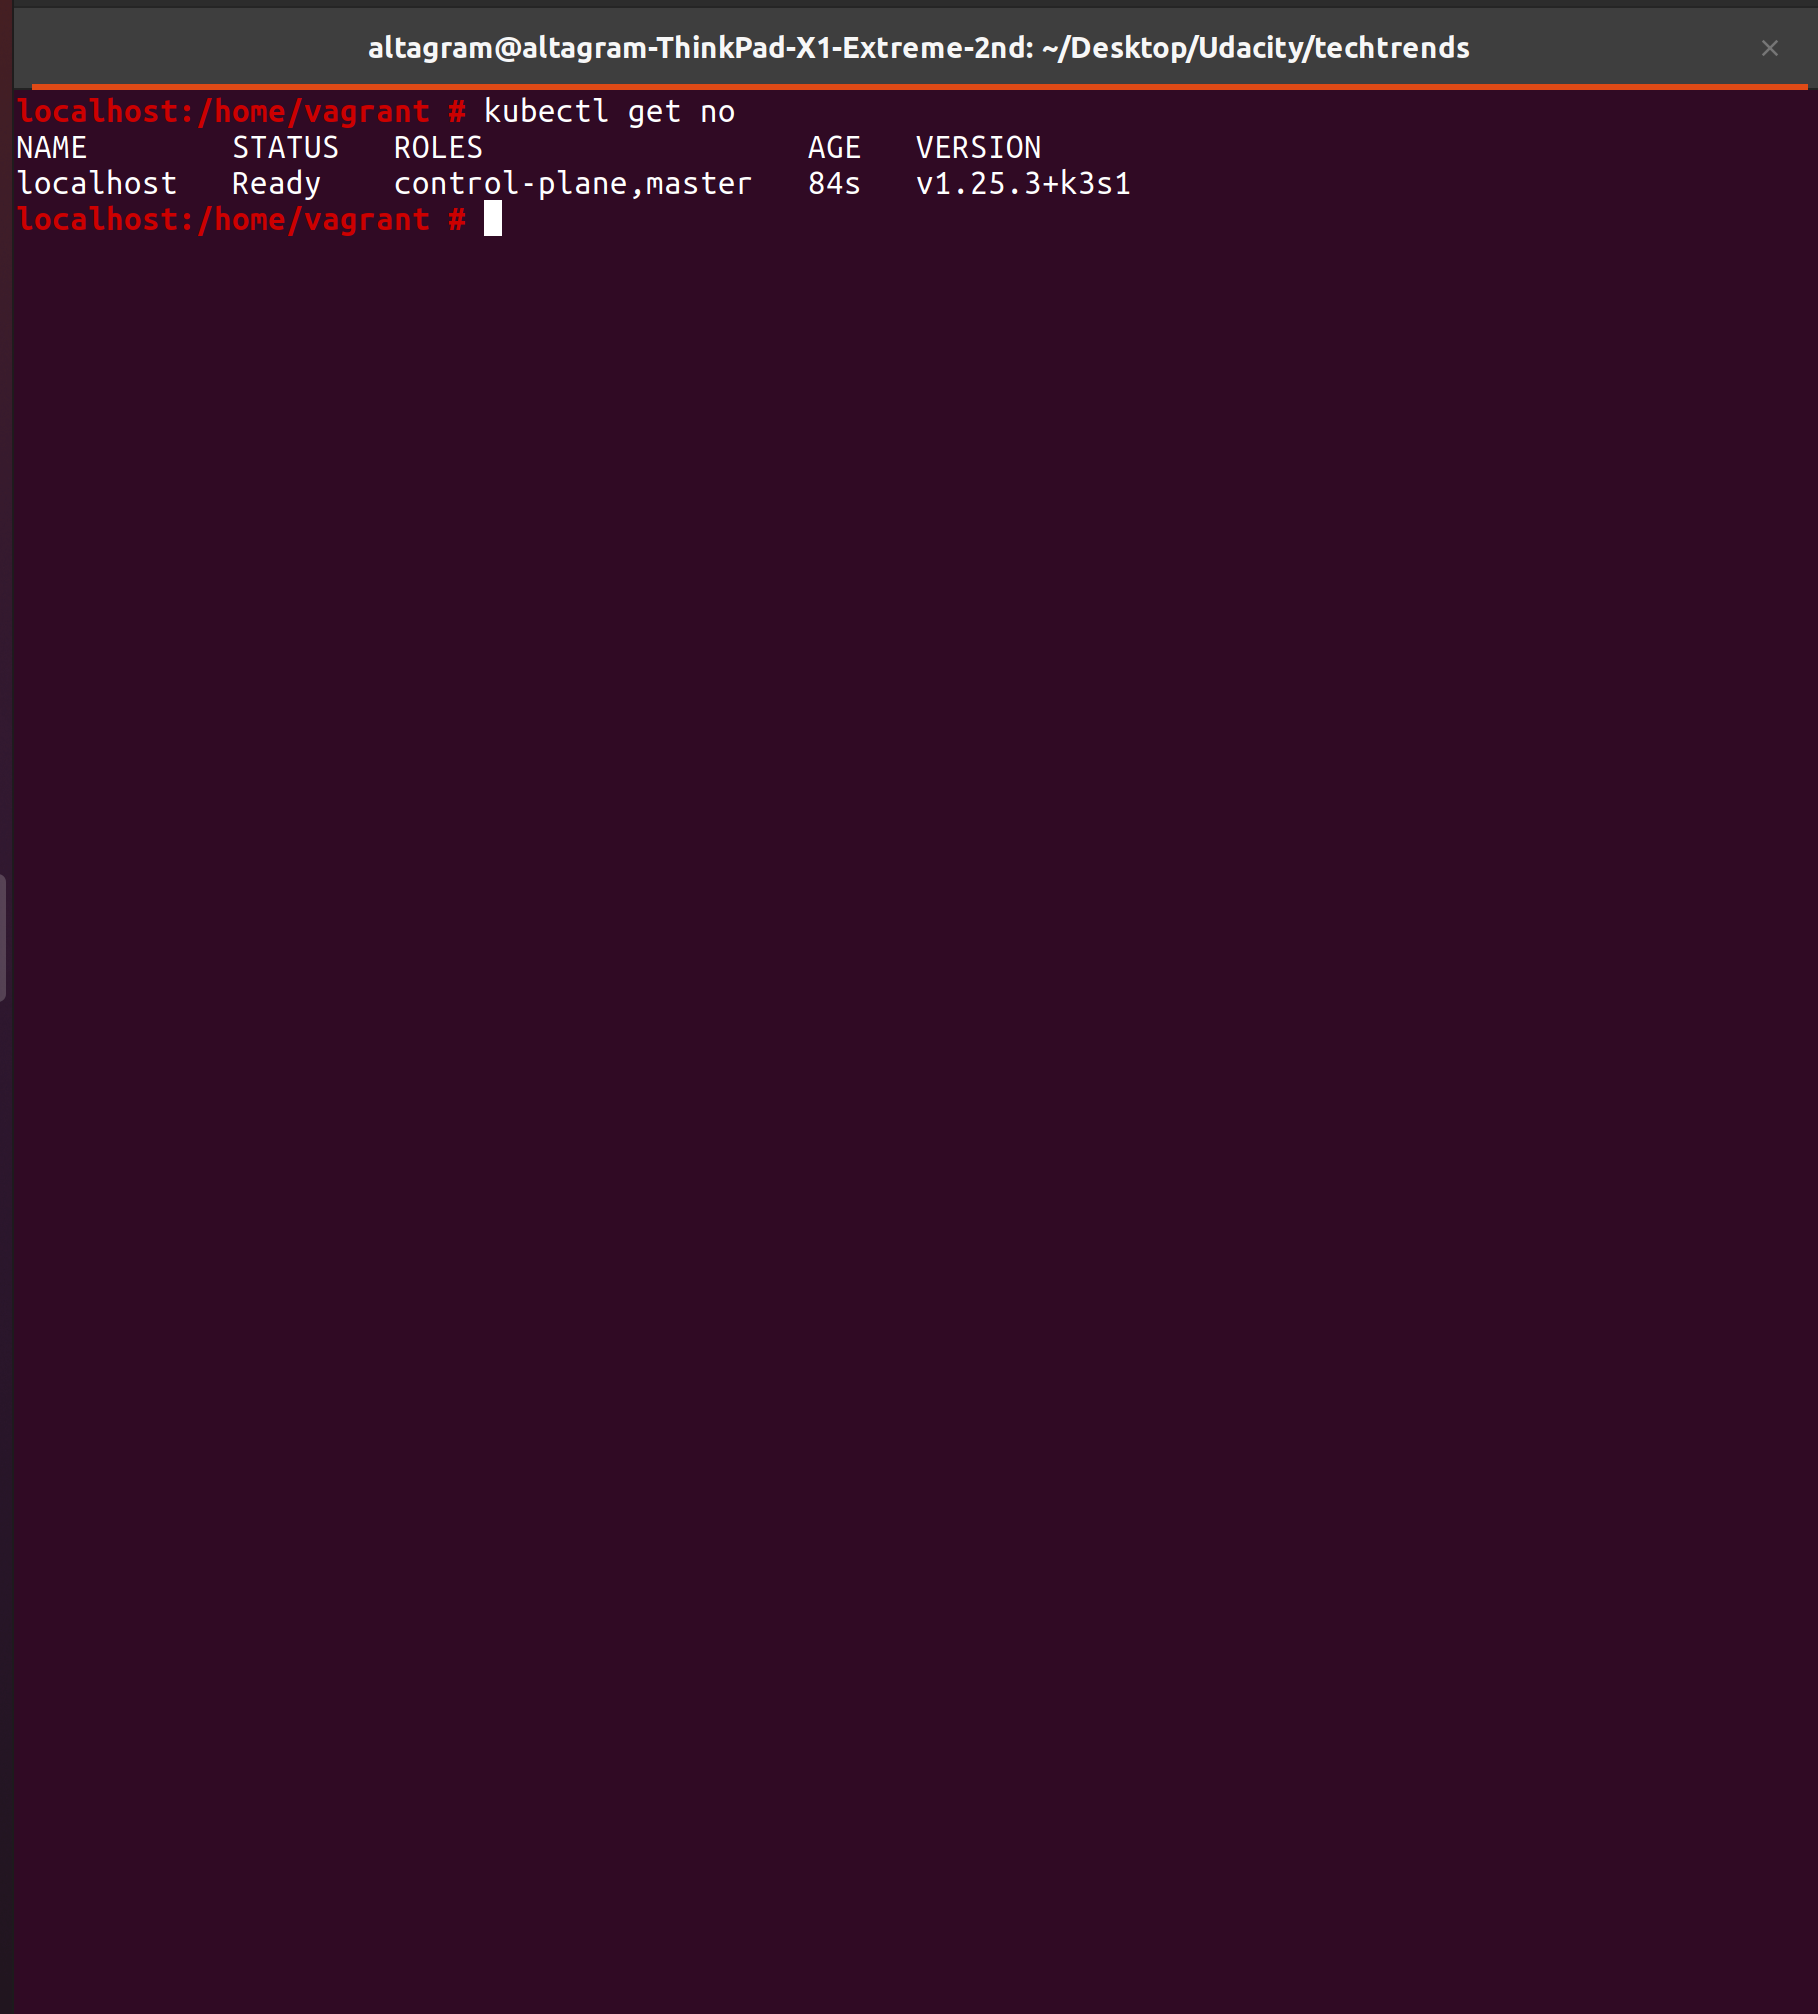 altagram@altagram-ThinkPad-X1-Extreme-2nd: ~/Desktop/Udacity/techtrends
localhost:/home/vagrant # kubectl get no
NAME        STATUS   ROLES                  AGE   VERSION
localhost   Ready    control-plane,master   84s   v1.25.3+k3s1
localhost:/home/vagrant #